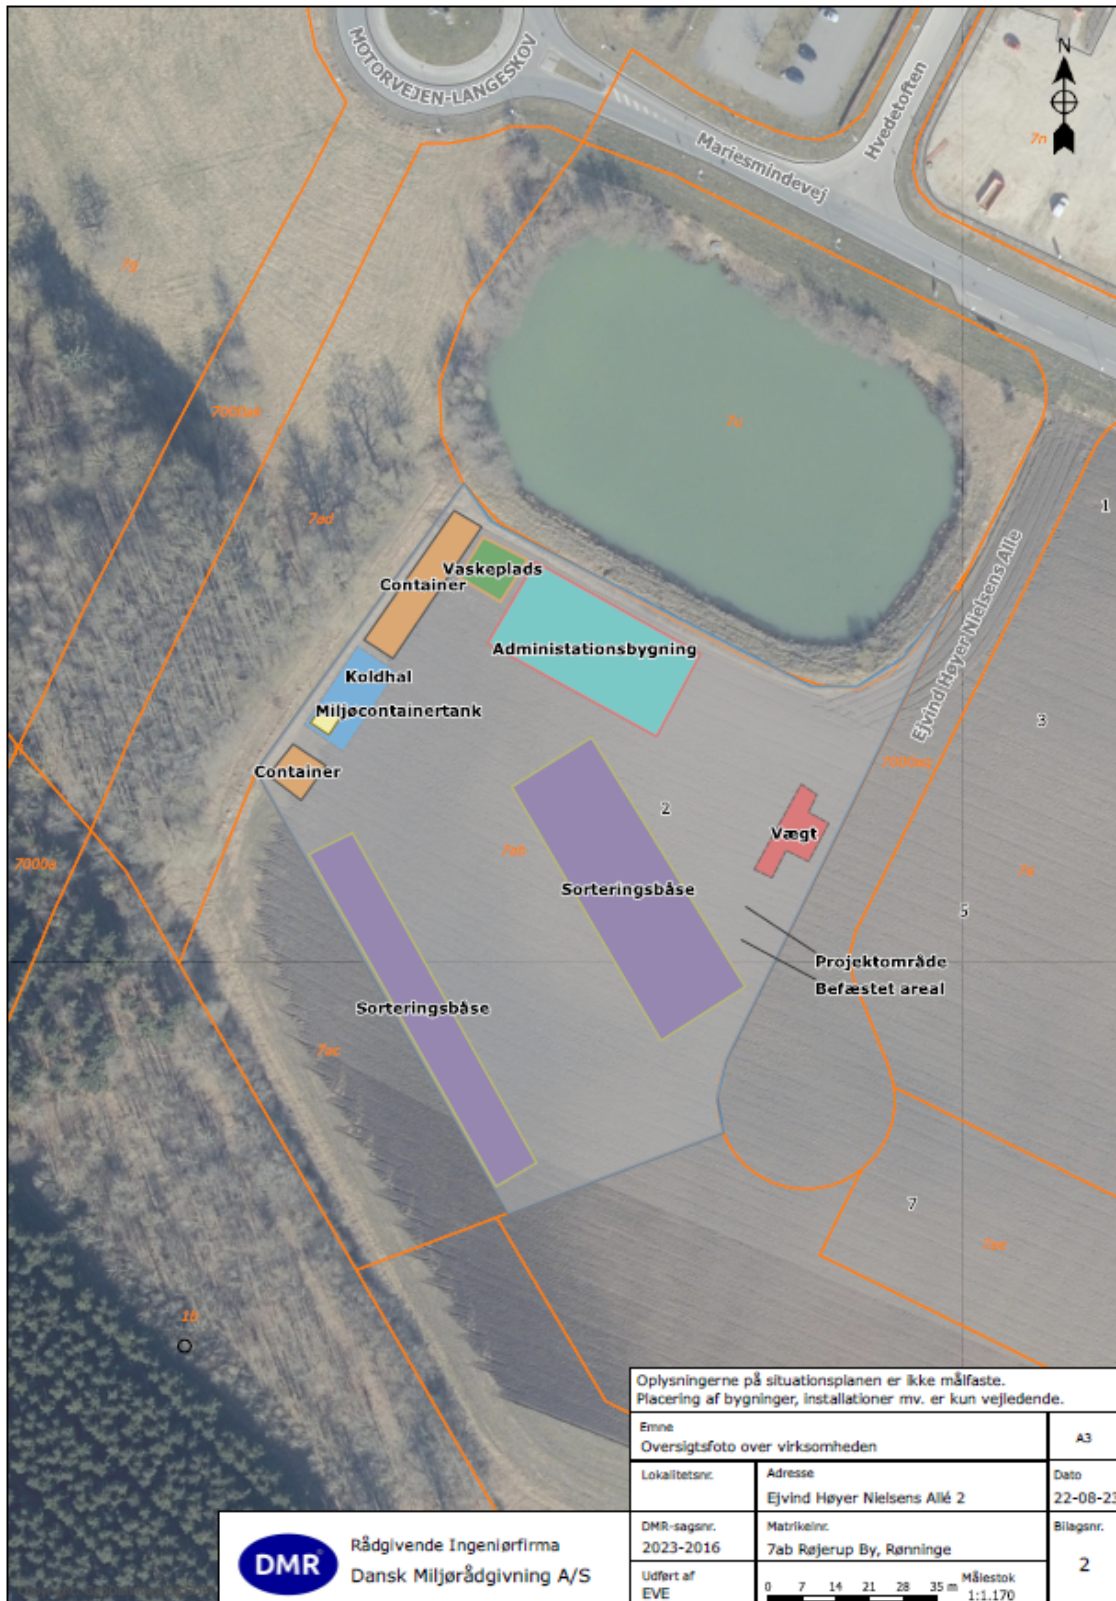 MOTORVEJEN-LANGESKOV
N
Hvedetoften
Mariesmindevej
7n
7g
7000ak
7n
7ad
1
Vaskeplads
Container
Administationsbygning
Ejvind Høyer Nielsens Alle
Koldhal
Miljøcontainertank
Container
3
7000
2
Vægt
7ab
7000a
Sorteringsbåse
5
Projektområde
Befæstet areal
Sorteringsbåse
7ac
7
1b
Oplysningerne på situationsplanen er ikke målfaste.
Placering af bygninger, installationer mv. er kun vejledende.
Emne
Oversigtsfoto over virksomheden
A3
Lokalitetsnr.
Adresse
Ejvind Høyer Nielsens Allé 2
Dato
22-08-23
DMR-sagsnr.
2023-2016
Matrikelnr.
7ab Røjerup By, Rønninge
Bilagsnr.
2
Udført af
EVE
0 7 14 21 28 35 m
Målestok
1:1.170
DMR
Rådgivende Ingeniørfirma
Dansk Miljørådgivning A/S